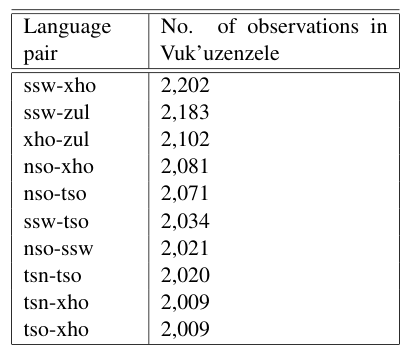 Language pair | No. of observations in Vuk'uzenzele
ssw-xho | 2,202
ssw-zul | 2,183
xho-zul | 2,102
nso-xho | 2,081
nso-tso | 2,071
ssw-tso | 2,034
nso-ssw | 2,021
tsn-tso | 2,020
tsn-xho | 2,009
tso-xho | 2,009